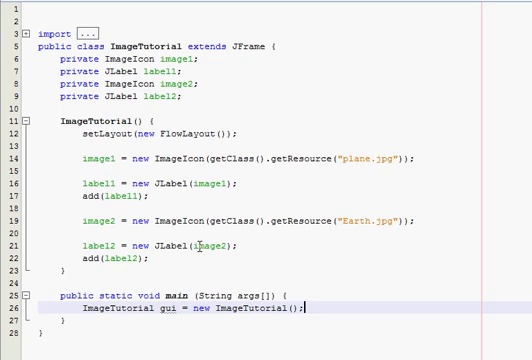 1
2
3 import ...
5 public class ImageTutorial extends JFrame {
6 private ImageIcon image1;
7 private JLabel label1;
8 private ImageIcon image2;
9 private JLabel label2;
10
11 ImageTutorial() {
12 setLayout(new FlowLayout());
13
14 image1 = new ImageIcon(getClass().getResource("plane.jpg"));
15
16 label1 = new JLabel(image1);
17 add(label1);
18
19 image2 = new ImageIcon(getClass().getResource("Earth.jpg"));
20
21 label2 = new JLabel(image2);
22 add(label2);
23 }
24
25 public static void main (String args[]) {
26 ImageTutorial gui = new ImageTutorial();
27 }
28 }